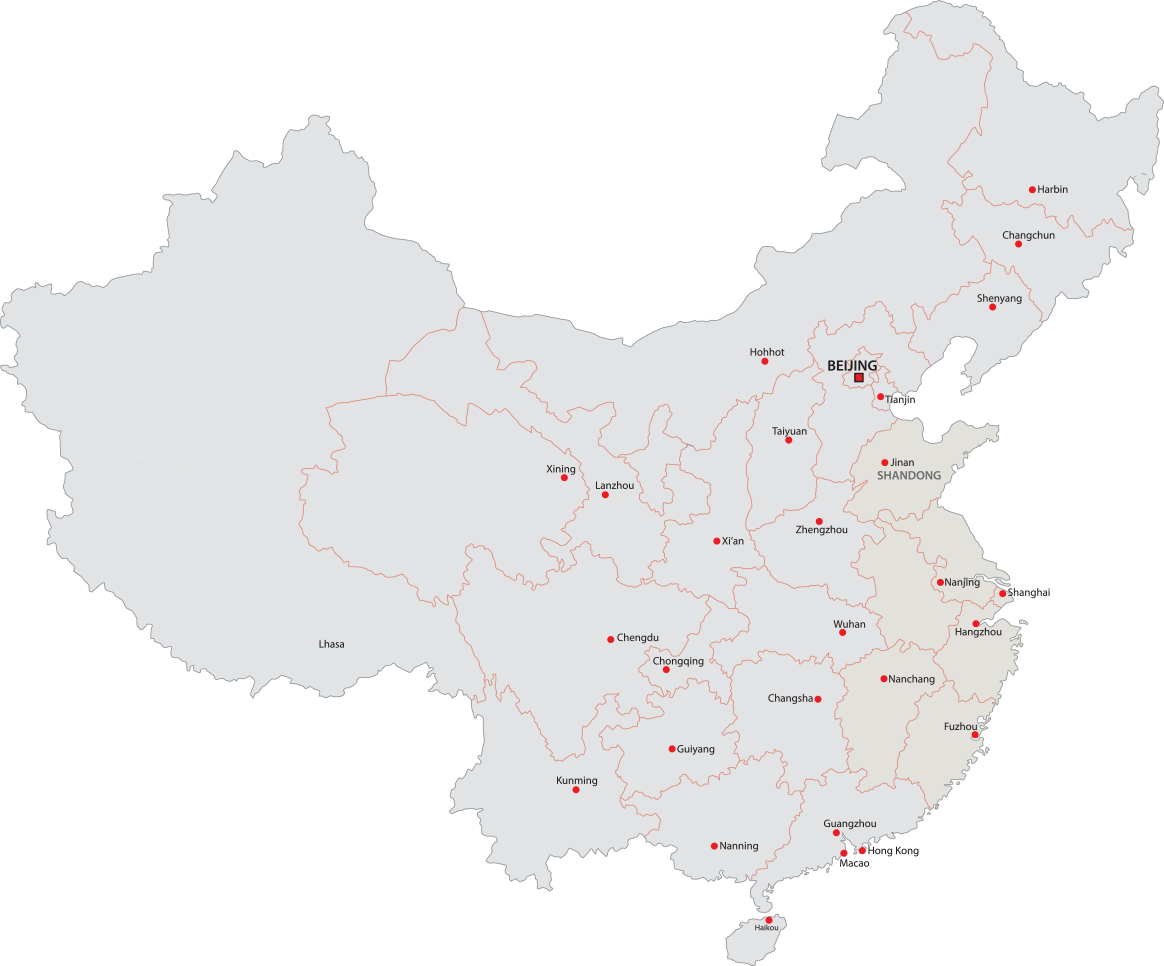 Harbin
Changchun
Shenyang
Hohhot
BEIJING
Tianjin
Taiyuan
Jinan
SHANDONG
Xining
Lanzhou
Zhengzhou
Xi'an
Nanjing
Shanghai
Wuhan
Hangzhou
Chengdu
Lhasa
Chongqing
Nanchang
Changsha
Fuzhou
Guiyang
Kunming
Guangzhou
Nanning
Hong Kong
Macao
Haikou